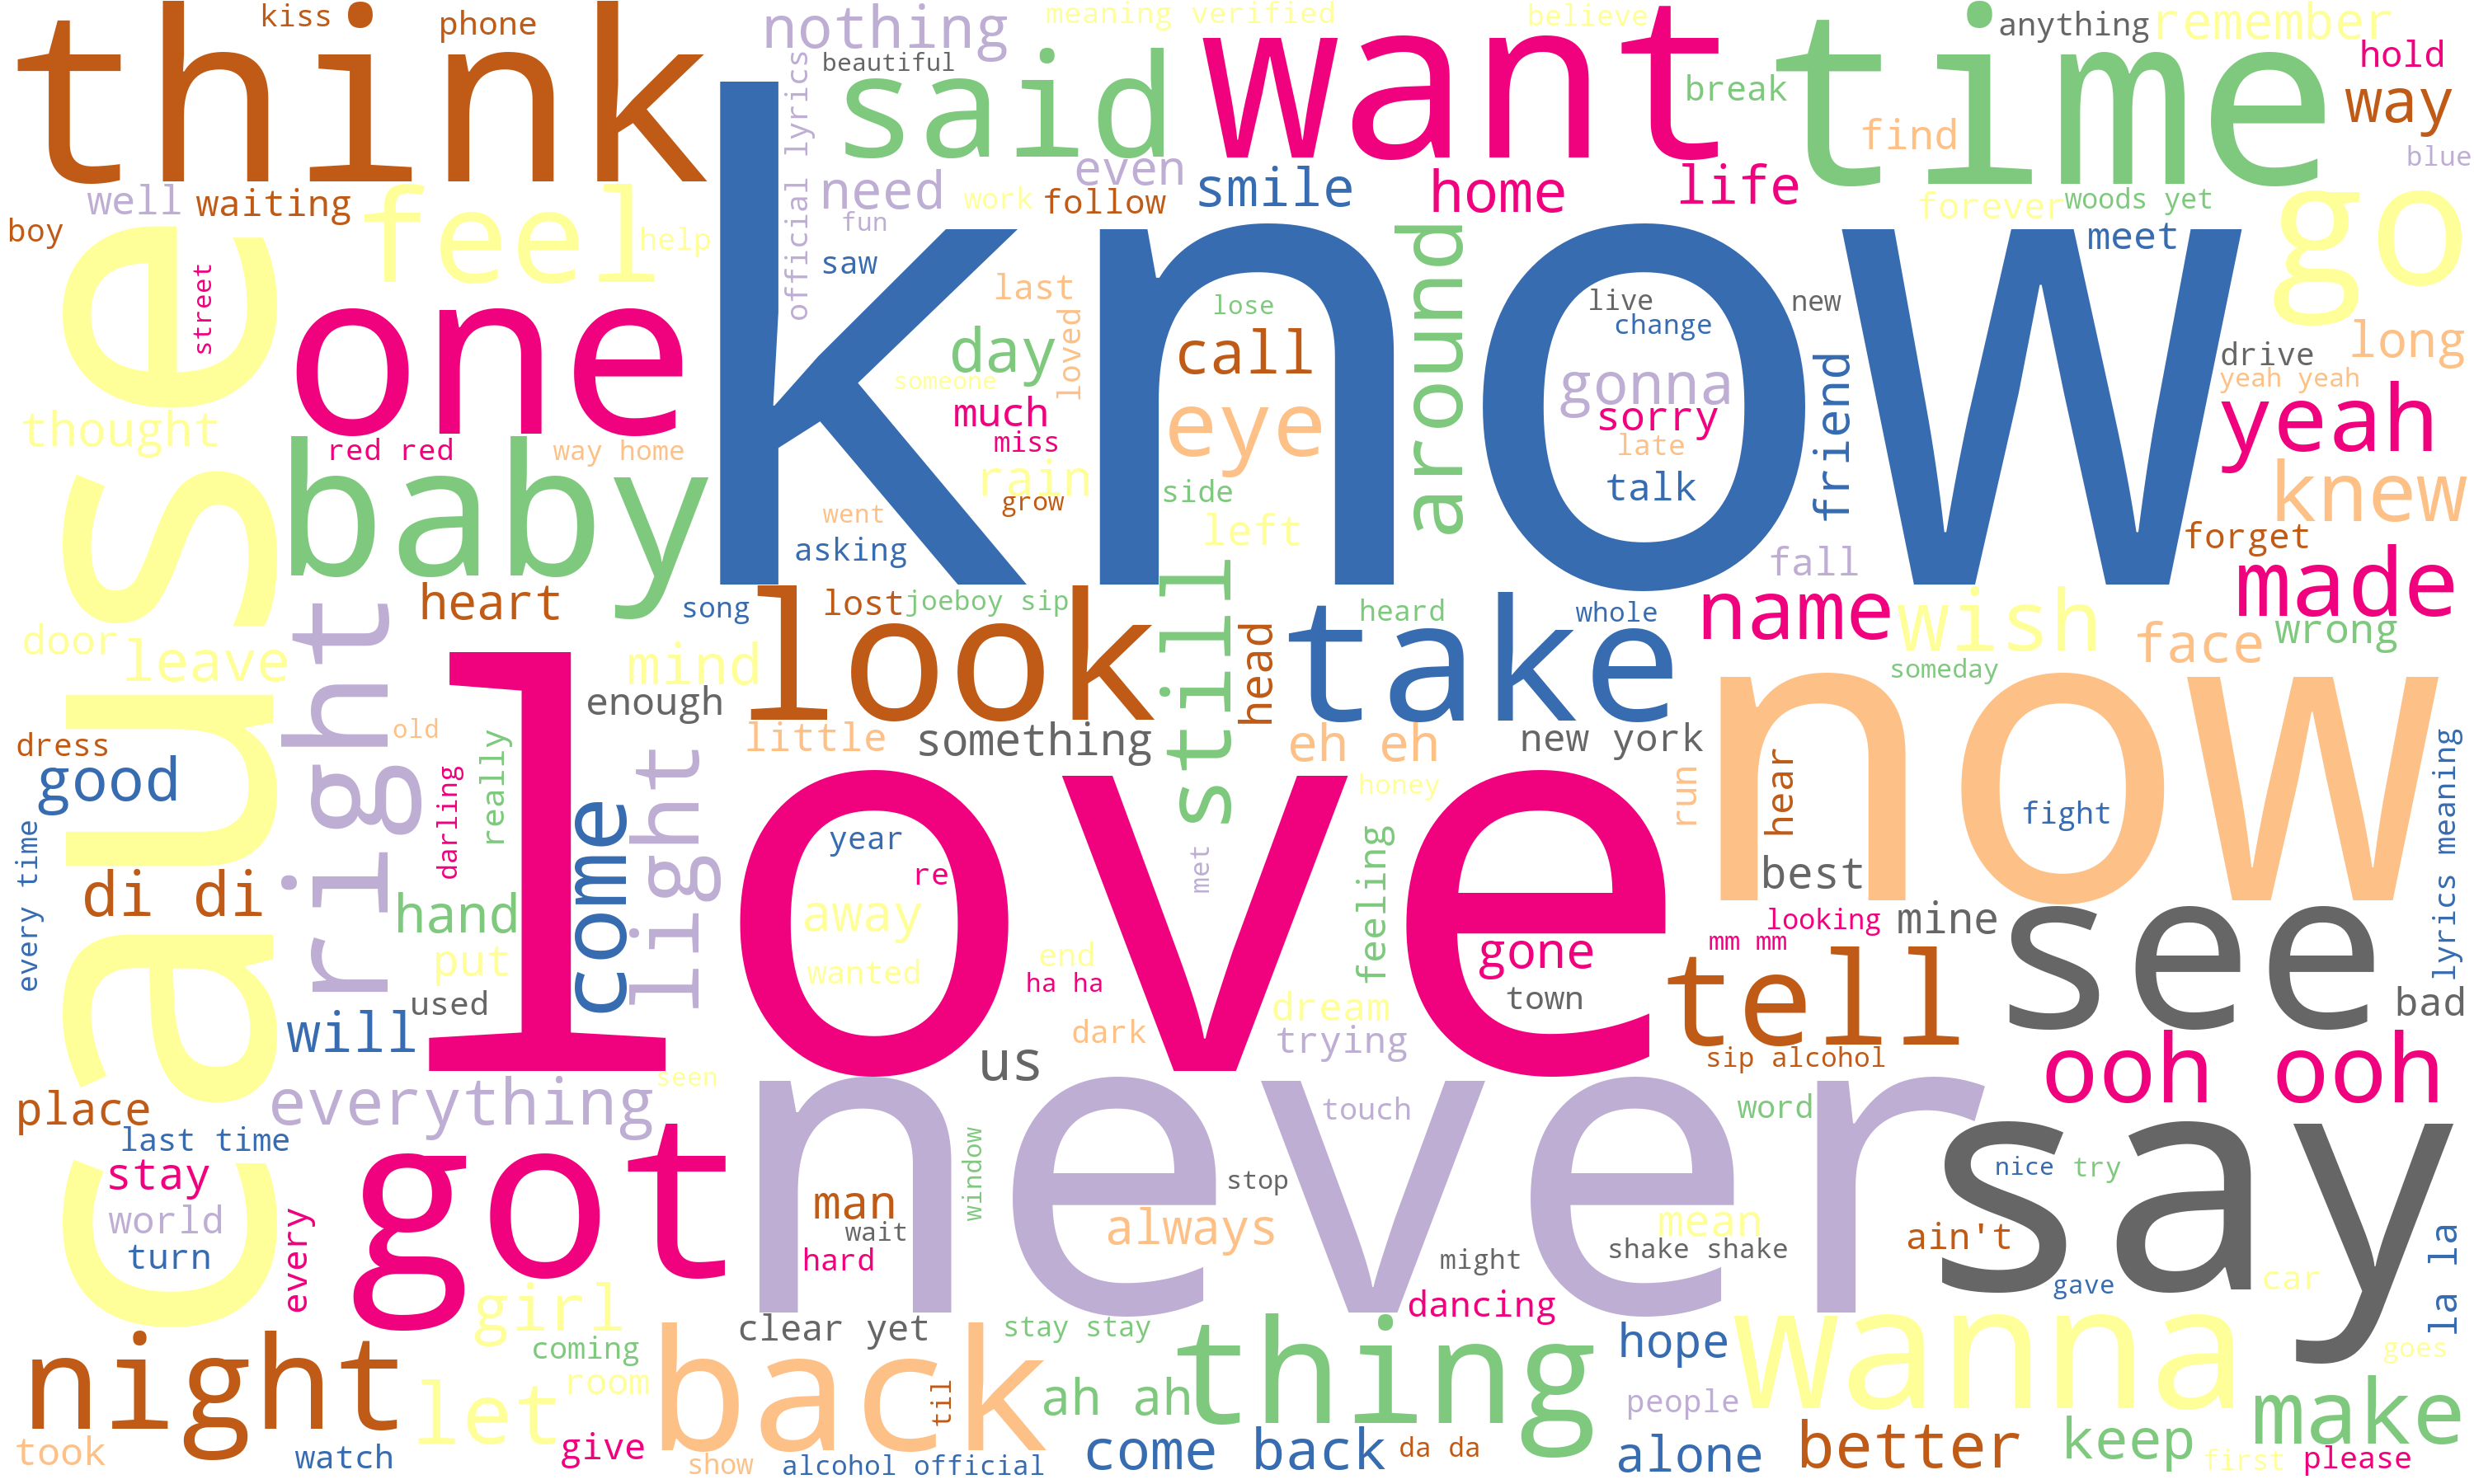 think
kiss
phone
nothing
meaning verified
beautiful
said
want
believe
time
anything
remember
hold
way
break
find
blue
official lyrics
well
waiting
feel
help
boy
need
even
work
follow
fun
smile
home
life
forever
woods yet
meet
go
saw
know
around
street
one
last
loved
day
someone
much
miss
rain
grow
lose
call
eye
side
left
live
change
new
gonna
sorry
late
talk
friend
drive
long
yeah yeah
yeah
knew
forget
fall
made
cause
thought
red red
way home
baby
went
asking
heart
song
lost
joeboy sip
look
still
head
heard
whole
take
name
wish
face
wrong
someday
door
leave
right
mind
enough
little
something
eh eh
new york
now
dress
good
old
really
darling
light
come
love
honey
run
hear
fight
lyrics meaning
year
re
met
every time
di di
hand
put
used
away
wanted
end
ha ha
feeling
gone
town
best
looking
mine
mm mm
tell
see
bad
will
us
dark
dream
trying
sip alcohol
ooh ooh
everything
seen
place
last time
stay
world
turn
every
got
never
touch
word
window
man
wait
hard
stop
always
might
mean
shake shake
say
nice
try
ain't
gave
car
la la
girl
coming
clear yet
stay stay
dancing
night
let
room
back
til
ah ah
thing
hope
people
wanna
goes
make
took
watch
give
show
alcohol official
come back
da da
alone
better
keep
first
please